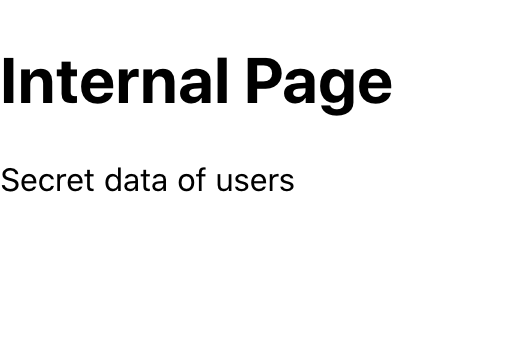 Internal Page
Secret data of users